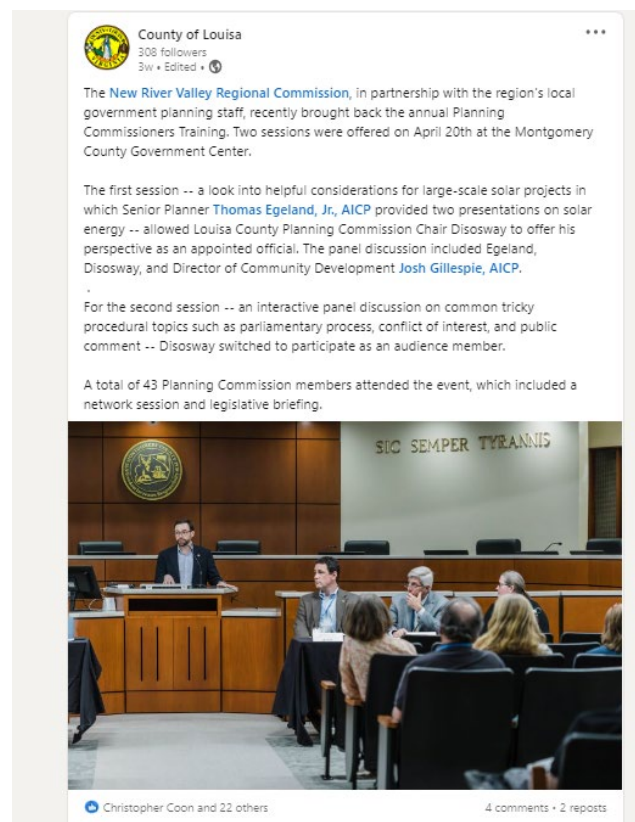 County of Louisa
308 followers
3w • Edited •
The New River Valley Regional Commission, in partnership with the region's local
government planning staff, recently brought back the annual Planning
Commissioners Training. Two sessions were offered on April 20th at the Montgomery
County Government Center.
The first session -- a look into helpful considerations for large-scale solar projects in
which Senior Planner Thomas Egeland, Jr., AICP provided two presentations on solar
energy -- allowed Louisa County Planning Commission Chair Disosway to offer his
perspective as an appointed official. The panel discussion included Egeland,
Disosway, and Director of Community Development Josh Gillespie, AICP.
.
For the second session -- an interactive panel discussion on common tricky
procedural topics such as parliamentary process, conflict of interest, and public
comment -- Disosway switched to participate as an audience member.
A total of 43 Planning Commission members attended the event, which included a
network session and legislative briefing.
SIC SEMPER TYRANNIS
Christopher Coon and 22 others
4 comments • 2 reposts